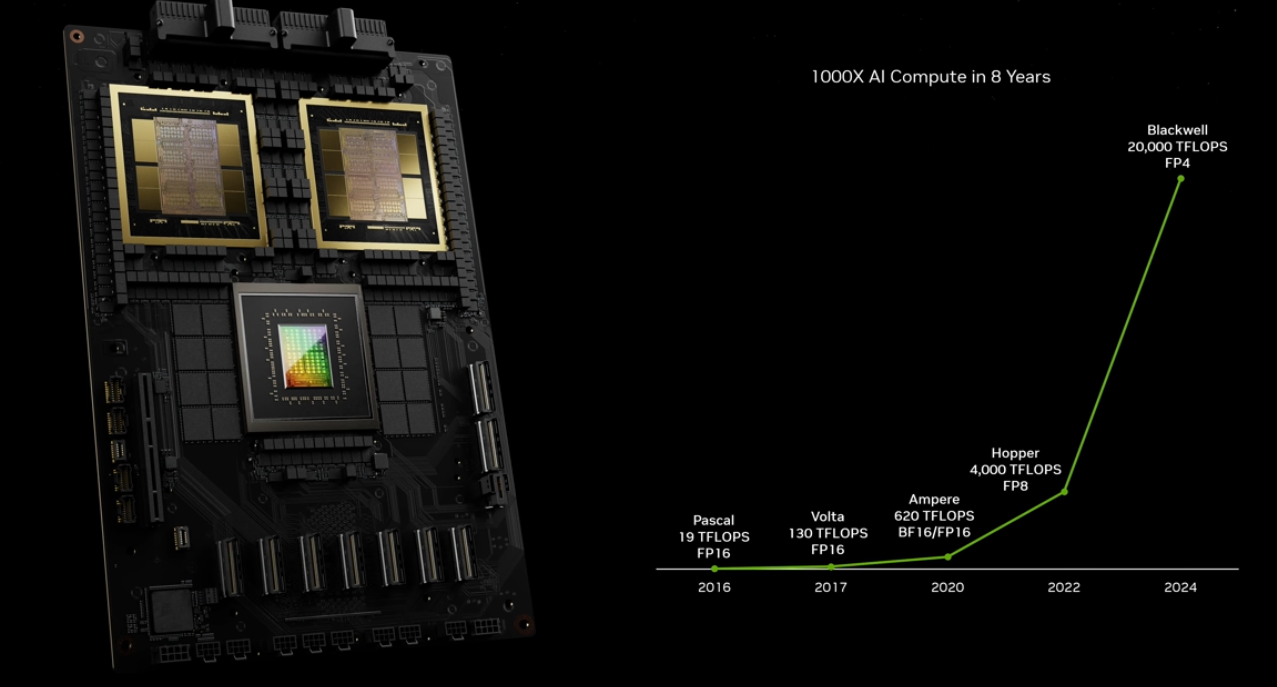 1000X AI Compute in 8 Years
Blackwell
20,000 TFLOPS
FP4
Hopper
4,000 TFLOPS
FP8
Ampere
620 TFLOPS
BF16/FP16
Volta
130 TFLOPS
FP16
Pascal
19 TFLOPS
FP16
2016 2017 2020 2022 2024